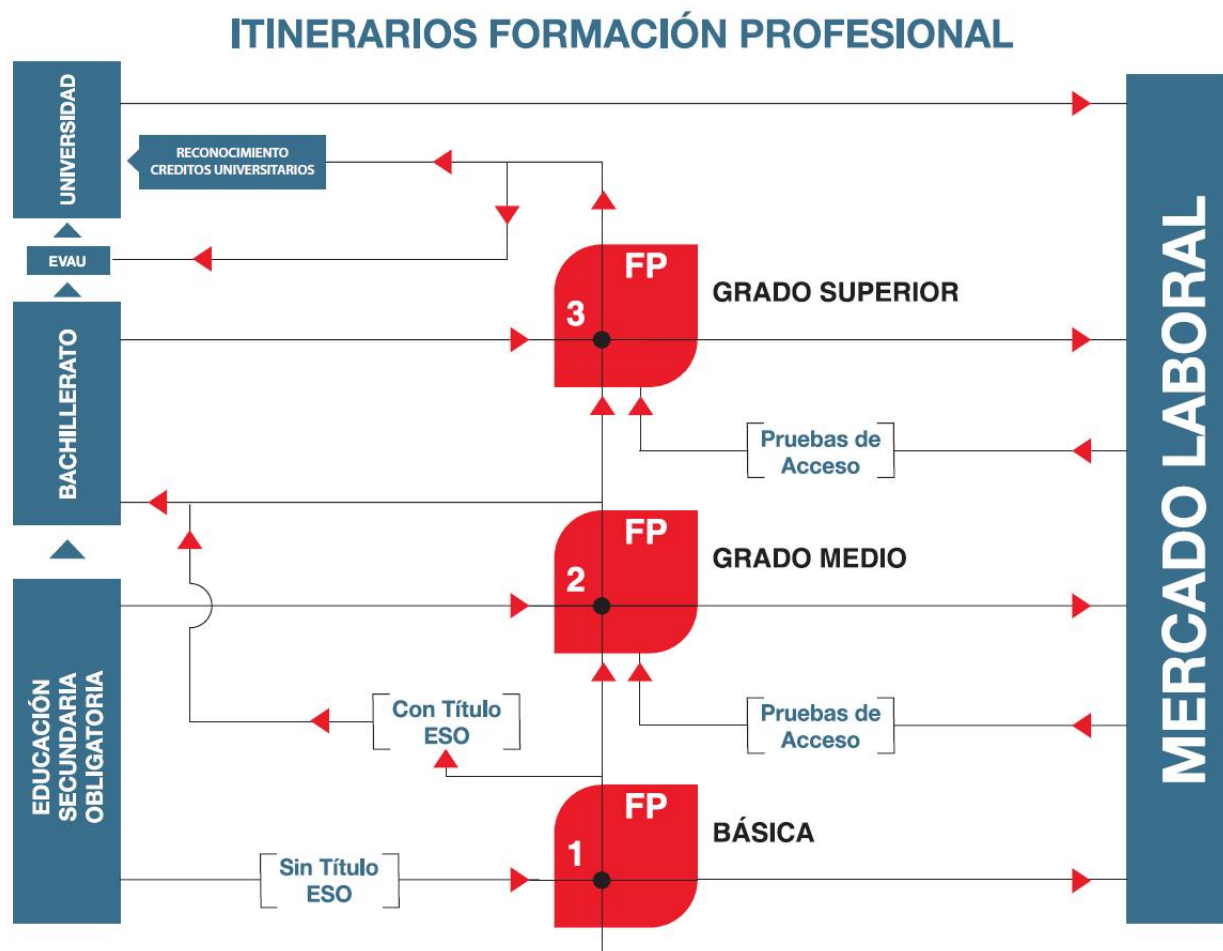 ITINERARIOS FORMACIÓN PROFESIONAL
UNIVERSIDAD
RECONOCIMIENTO
CREDITOS UNIVERSITARIOS
EVAU
BACHILLERATO
EDUCACIÓN
SECUNDARIA
OBLIGATORIA
FP
3
GRADO SUPERIOR
Pruebas de
Acceso
FP
2
GRADO MEDIO
Pruebas de
Acceso
Con Título
ESO
FP
1
BÁSICA
Sin Título
ESO
MERCADO LABORAL